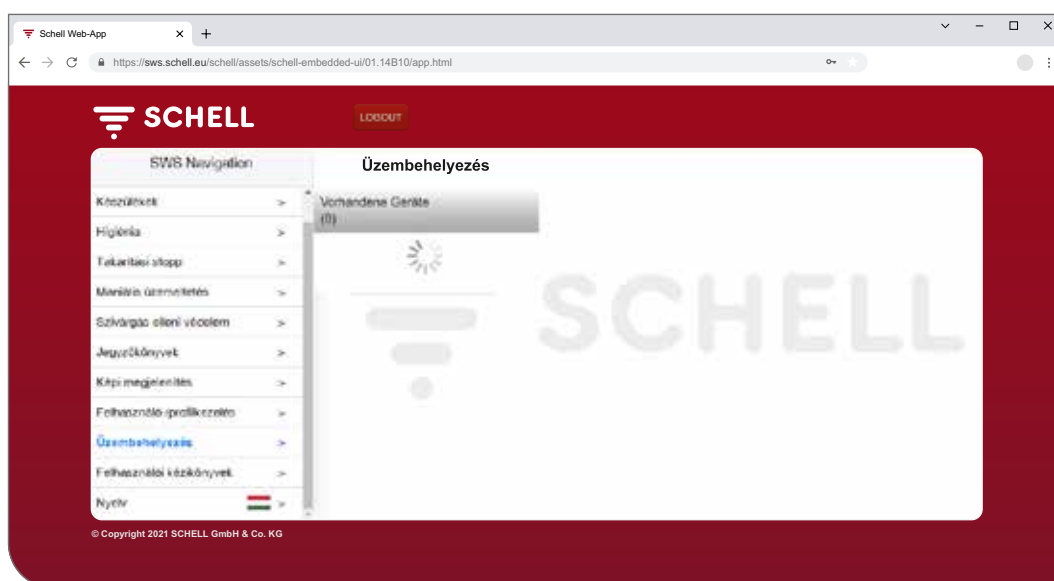 Schell Web-App
https://sws.schell.eu/schell/assets/schell-embedded-ui/01.14B10/app.html
SCHELL
LOGOUT
SWS Navigation
Üzembehelyezés
Készülékek >
Vorhandene Geräte
(0)
Higiénia >
Takarítási stopp >
Manuális üzemeltetés >
Szivárgás elleni védelem >
Jegyzőkönyvek >
Képi megjelenítés >
Felhasználó >
Üzembehelyezés >
Felhasználói kézikönyvek >
Nyelv >
SCHELL
© Copyright 2021 SCHELL GmbH & Co. KG